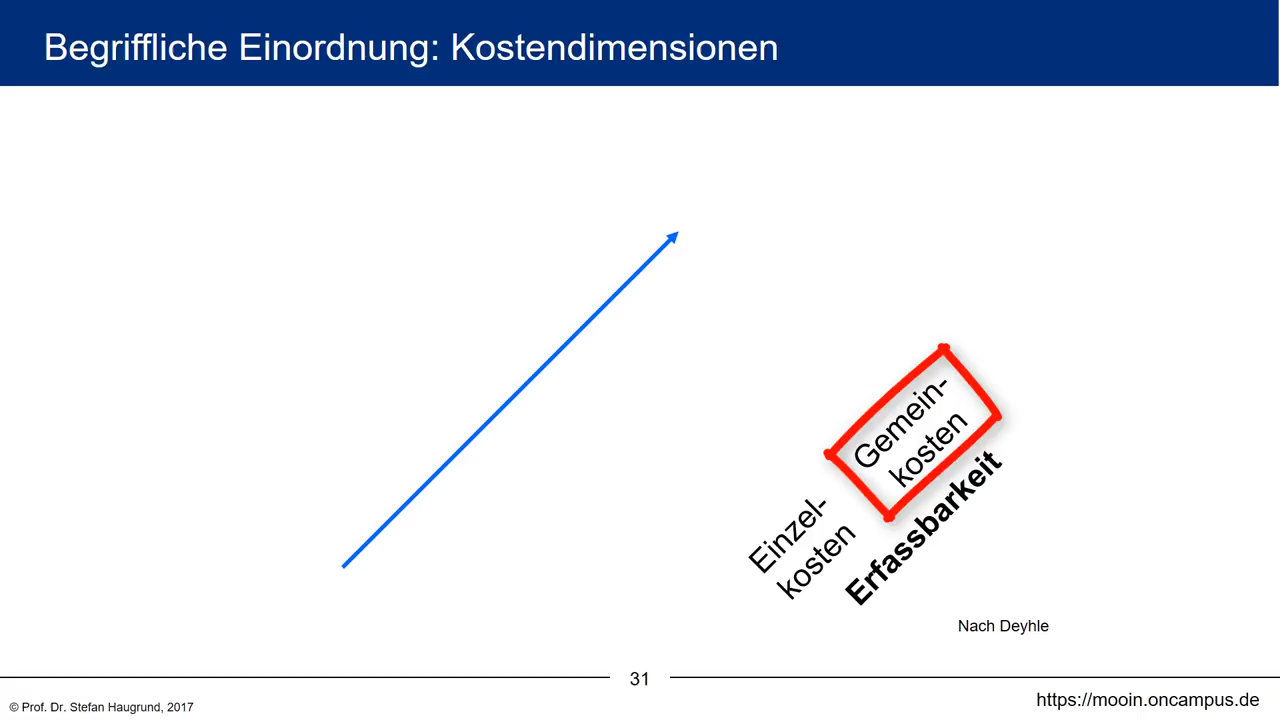 Begriffliche Einordnung: Kostendimensionen
Gemein-
kosten
Einzel-
kosten
Erfassbarkeit
Nach Deyhle
31
© Prof. Dr. Stefan Haugrund, 2017
https://mooin.oncampus.de